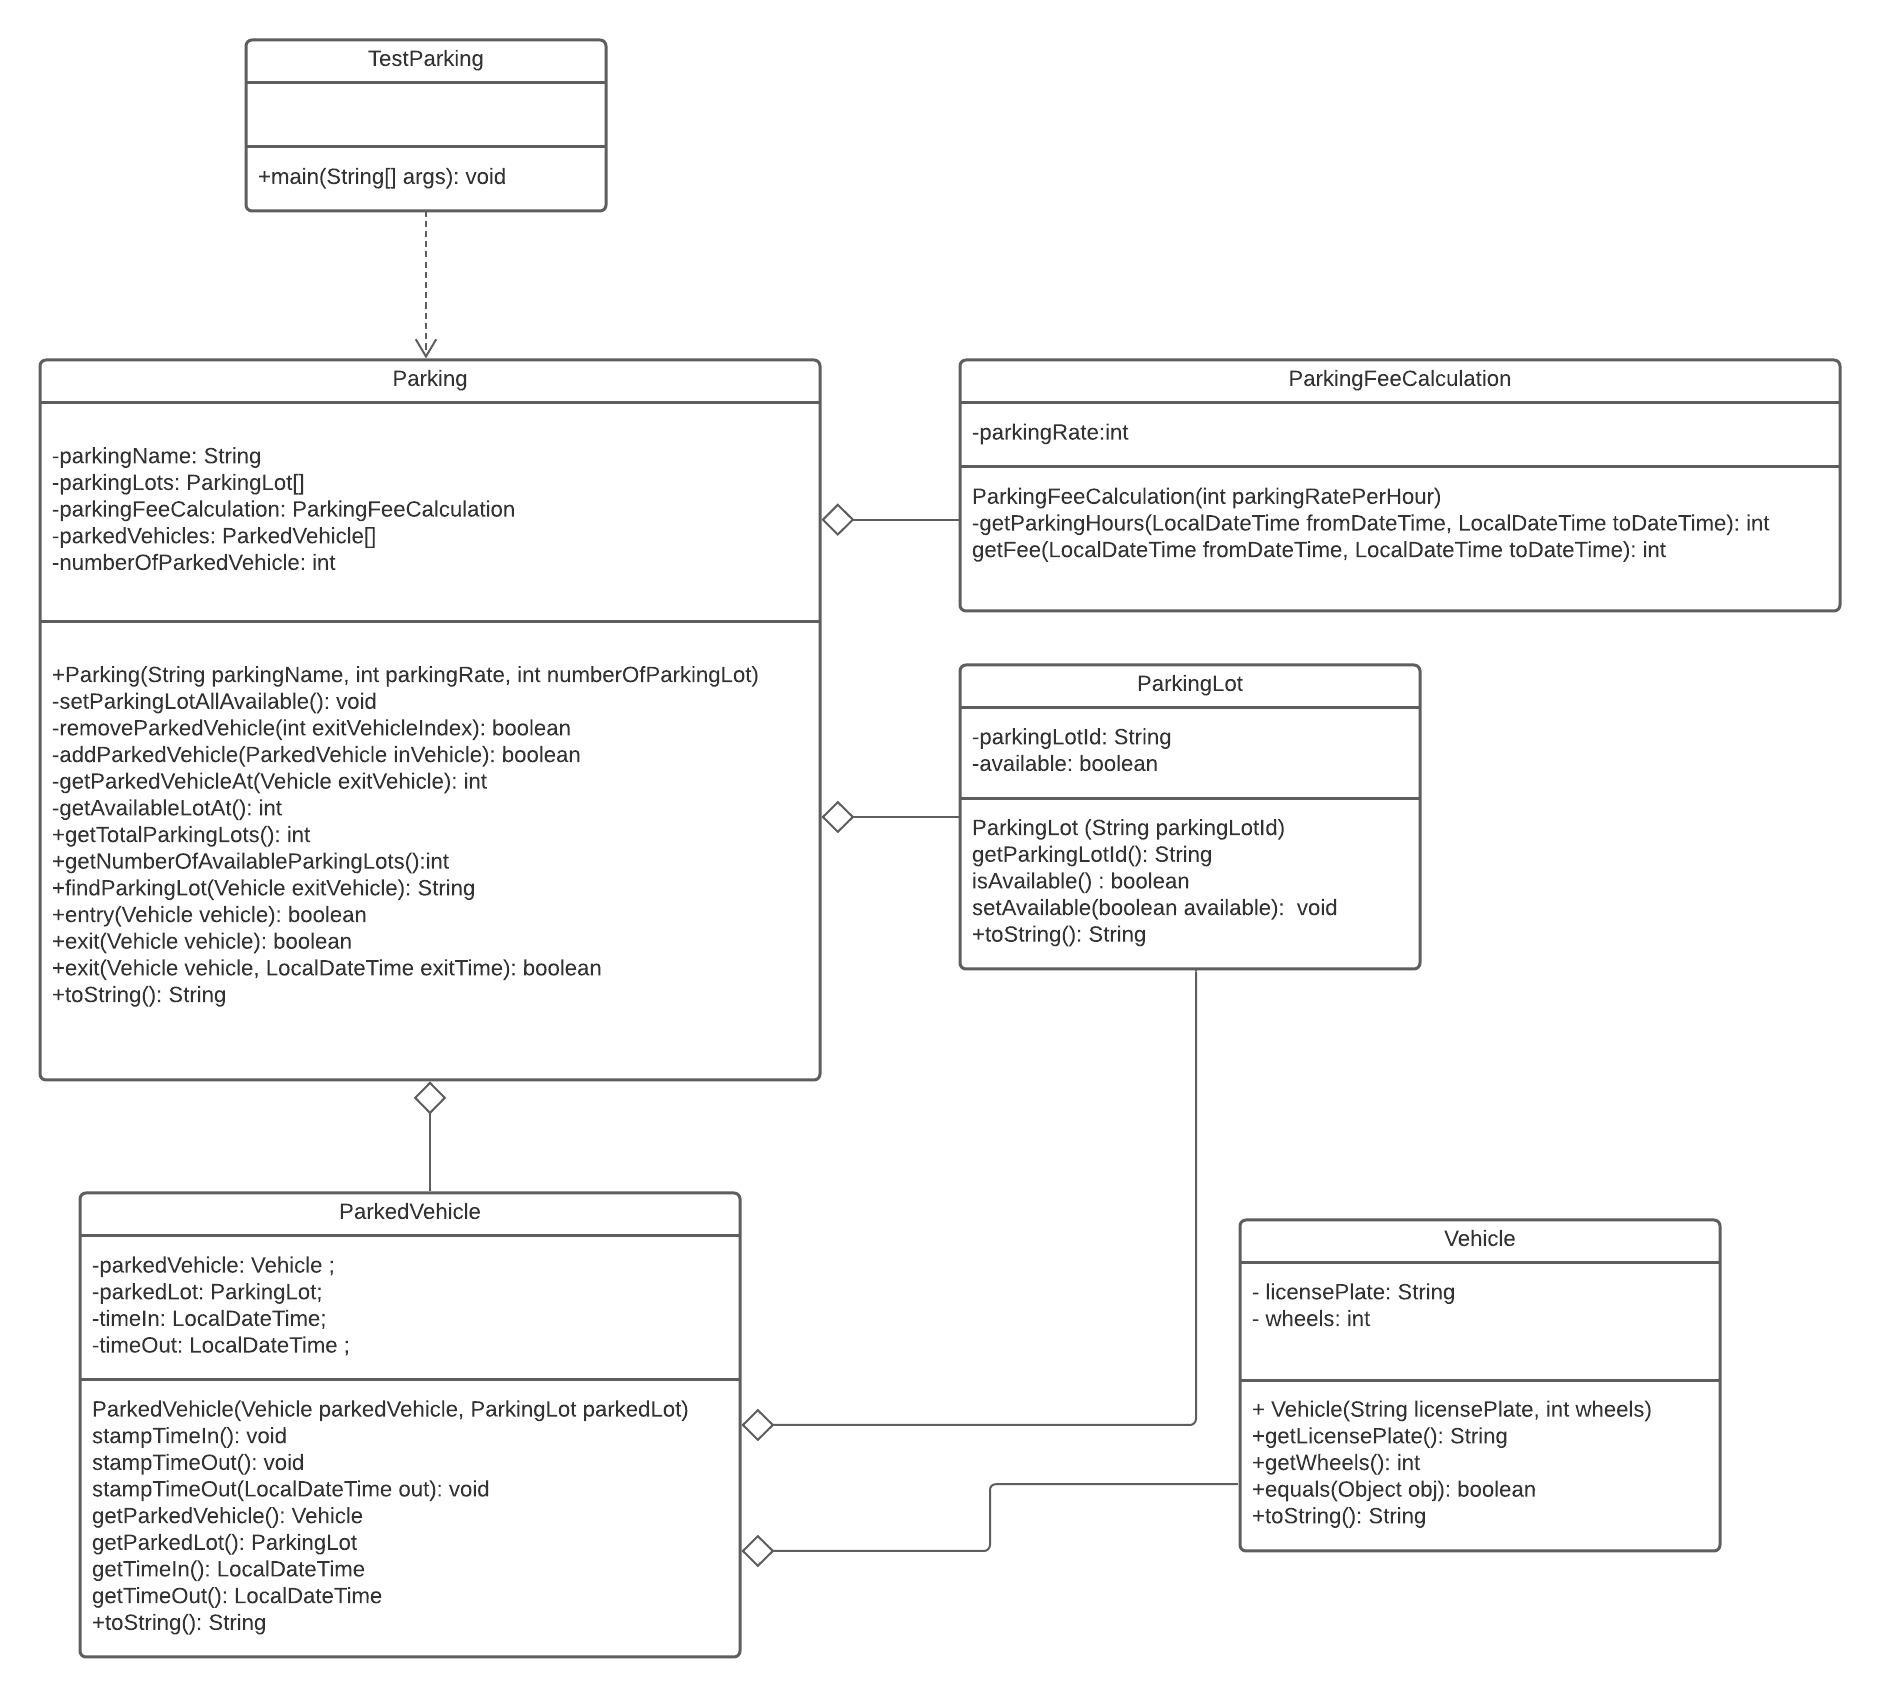 TestParking
+main(String[] args): void
Parking
-parkingName: String
-parkingLots: ParkingLot[]
-parkingFeeCalculation: ParkingFeeCalculation
-parkedVehicles: ParkedVehicle[]
-numberOfParkedVehicle: int
+Parking(String parkingName, int parkingRate, int numberOfParkingLot)
-setParkingLotAllAvailable(): void
-removeParkedVehicle(int exitVehicleIndex): boolean
-addParkedVehicle(ParkedVehicle inVehicle): boolean
-getParkedVehicleAt(Vehicle exitVehicle): int
-getAvailableLotAt(): int
+getTotalParkingLots(): int
+getNumberOfAvailableParkingLots():int
+findParkingLot(Vehicle exitVehicle): String
+entry(Vehicle vehicle): boolean
+exit(Vehicle vehicle): boolean
+exit(Vehicle vehicle, LocalDateTime exitTime): boolean
+toString(): String
ParkingFeeCalculation
-parkingRate:int
ParkingFeeCalculation(int parkingRatePerHour)
-getParkingHours(LocalDateTime fromDateTime, LocalDateTime toDateTime): int
getFee(LocalDateTime fromDateTime, LocalDateTime toDateTime): int
ParkingLot
-parkingLotId: String
-available: boolean
ParkingLot (String parkingLotId)
getParkingLotId(): String
isAvailable() : boolean
setAvailable(boolean available):  void
+toString(): String
ParkedVehicle
-parkedVehicle: Vehicle ;
-parkedLot: ParkingLot;
-timeIn: LocalDateTime;
-timeOut: LocalDateTime ;
ParkedVehicle(Vehicle parkedVehicle, ParkingLot parkedLot)
stampTimeIn(): void
stampTimeOut(): void
stampTimeOut(LocalDateTime out): void
getParkedVehicle(): Vehicle
getParkedLot(): ParkingLot
getTimeIn(): LocalDateTime
getTimeOut(): LocalDateTime
+toString(): String
Vehicle
- licensePlate: String
- wheels: int
+ Vehicle(String licensePlate, int wheels)
+getLicensePlate(): String
+getWheels(): int
+equals(Object obj): boolean
+toString(): String